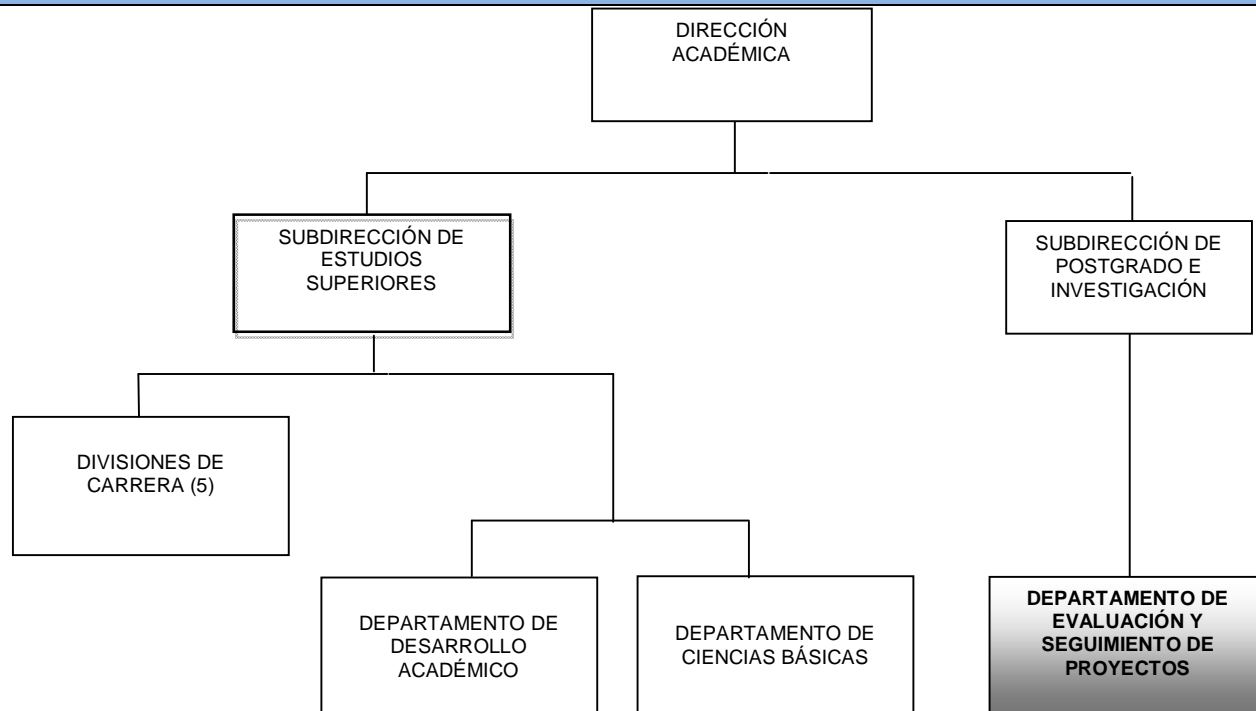 DIRECCIÓN
ACADÉMICA
SUBDIRECCIÓN DE
ESTUDIOS
SUPERIORES
SUBDIRECCIÓN DE
POSTGRADO E
INVESTIGACIÓN
DIVISIONES DE
CARRERA (5)
DEPARTAMENTO DE
DESARROLLO
ACADÉMICO
DEPARTAMENTO DE
CIENCIAS BÁSICAS
DEPARTAMENTO DE
EVALUACIÓN Y
SEGUIMIENTO DE
PROYECTOS